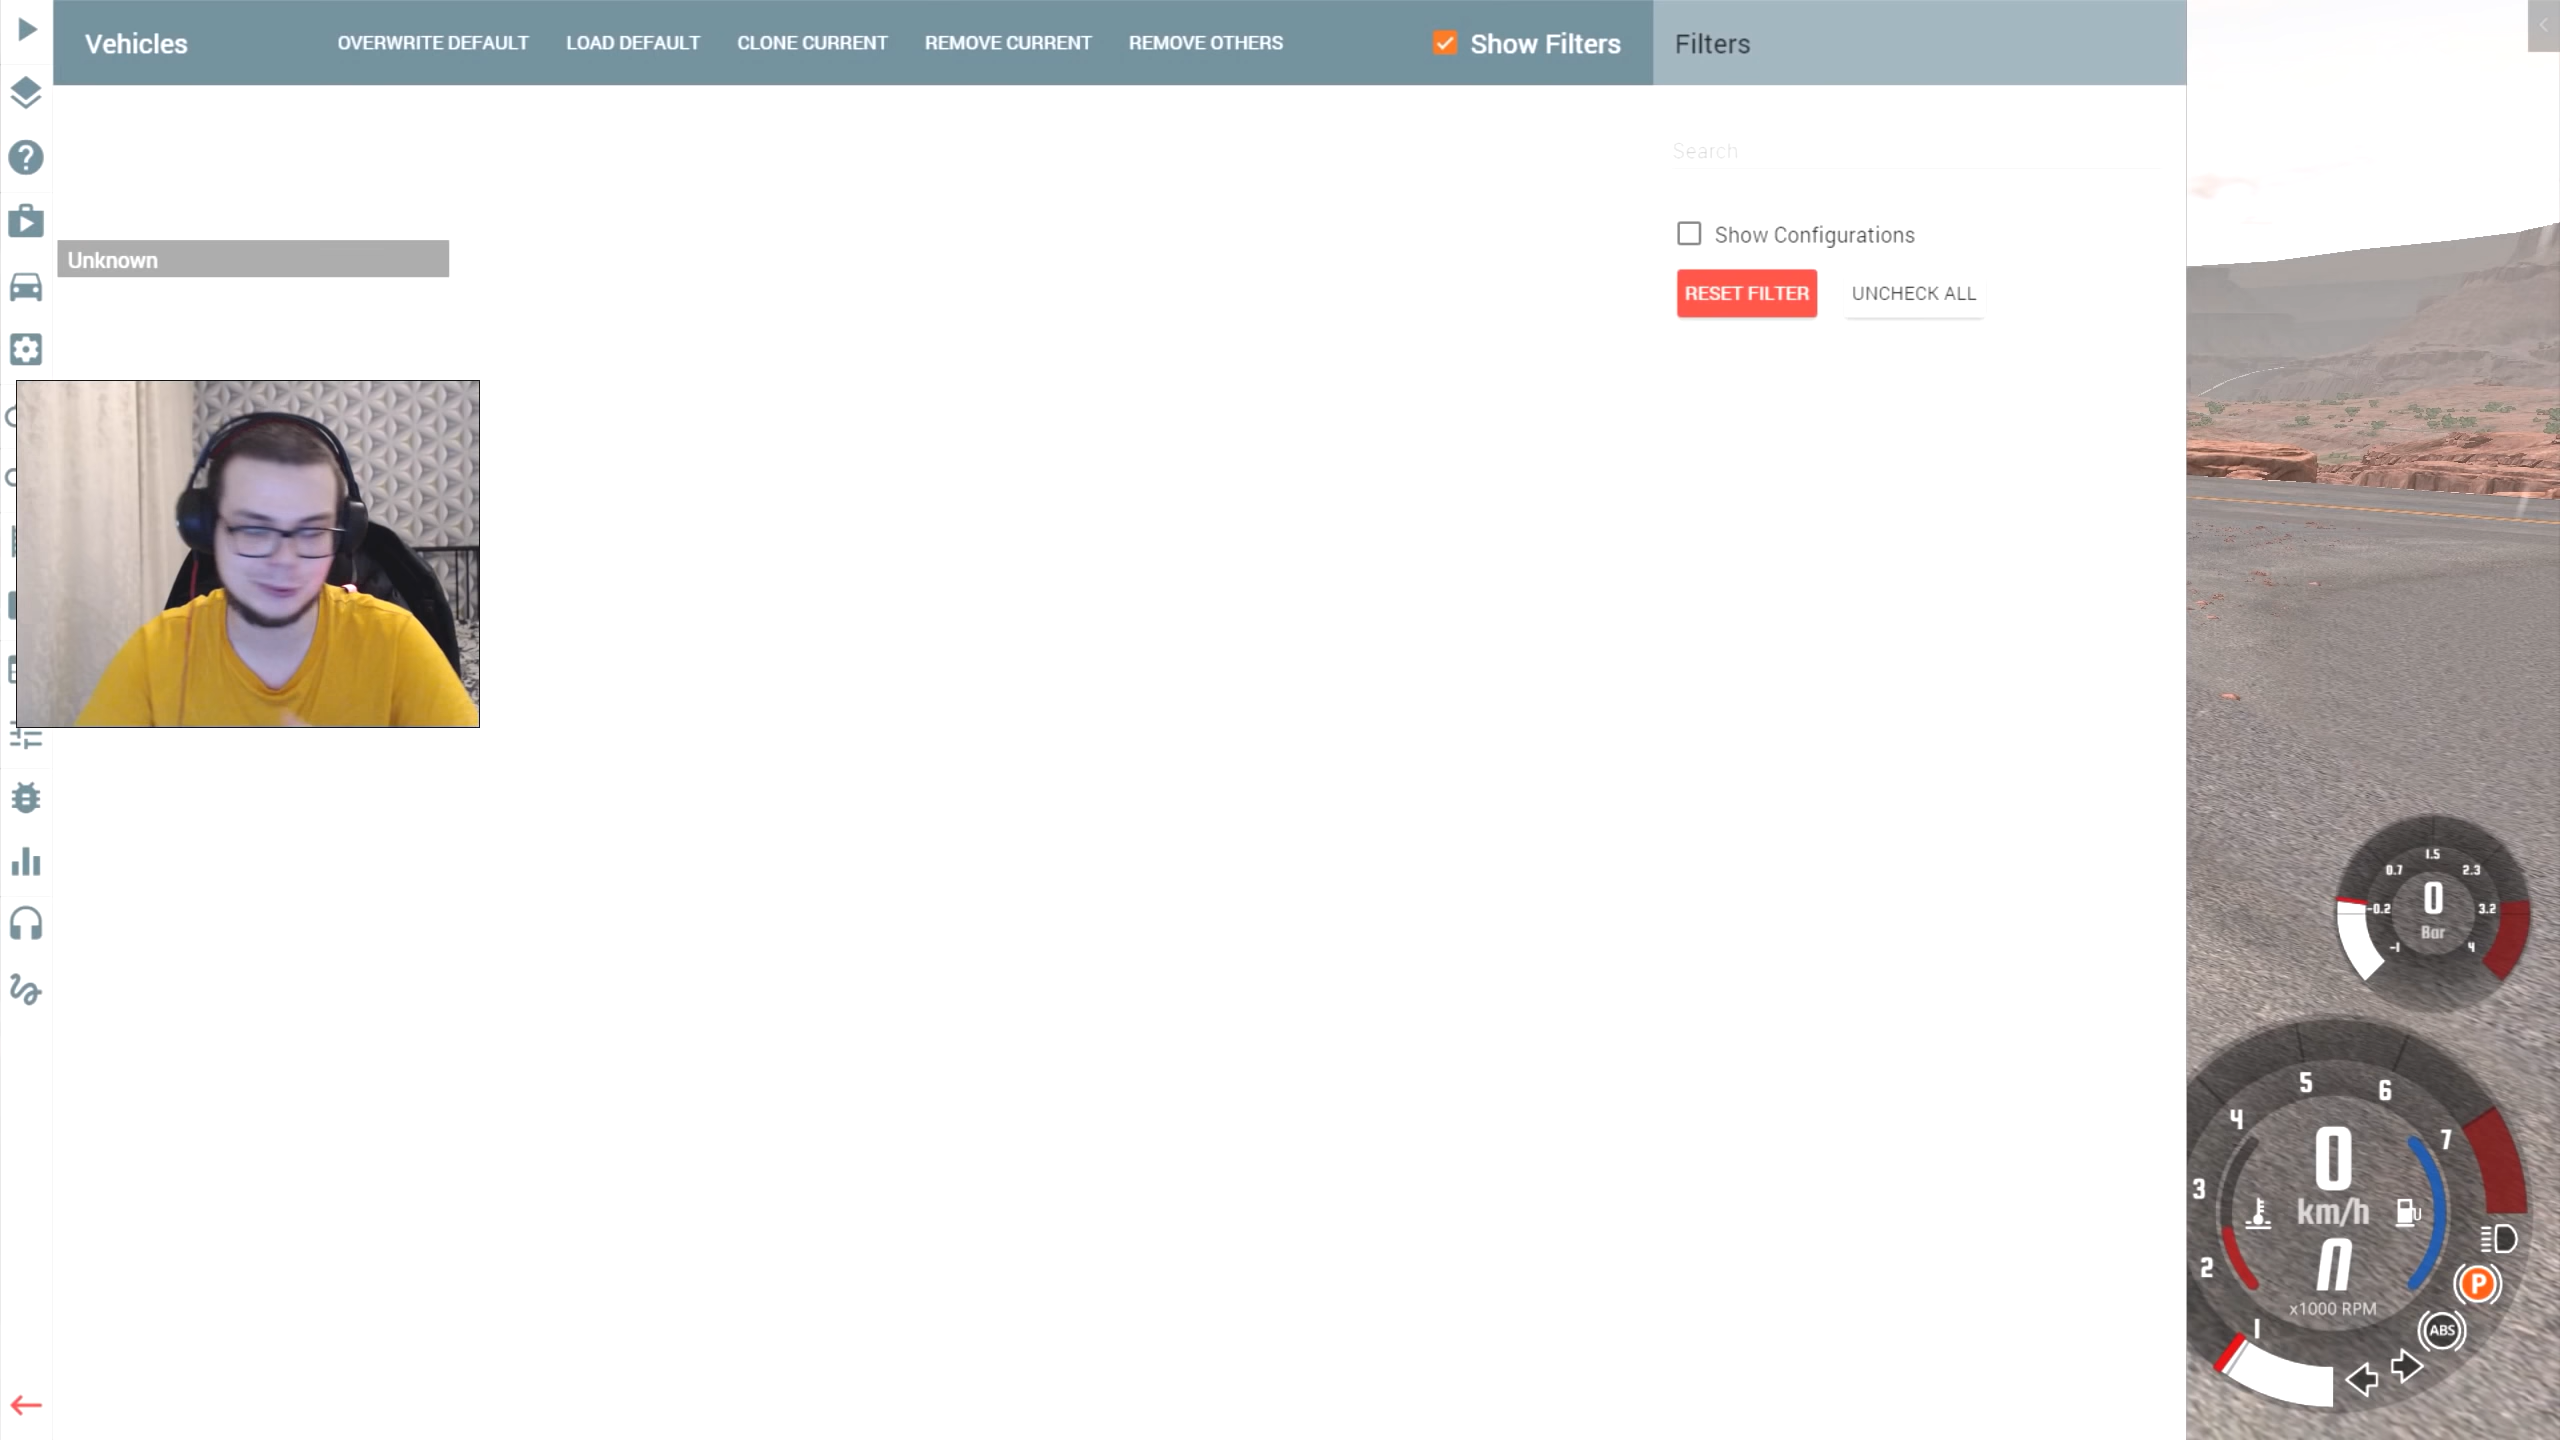 Vehicles
OVERWRITE DEFAULT
LOAD DEFAULT
CLONE CURRENT
REMOVE CURRENT
REMOVE OTHERS
Show Filters
Filters
Search
Unknown
Show Configurations
RESET FILTER
UNCHECK ALL
1.5
0.7
2.3
0
-0.2
3.2
Bar
-1
4
5
6
4
7
0
3
km/h
2
n
P
x1000 RPM
1
ABS